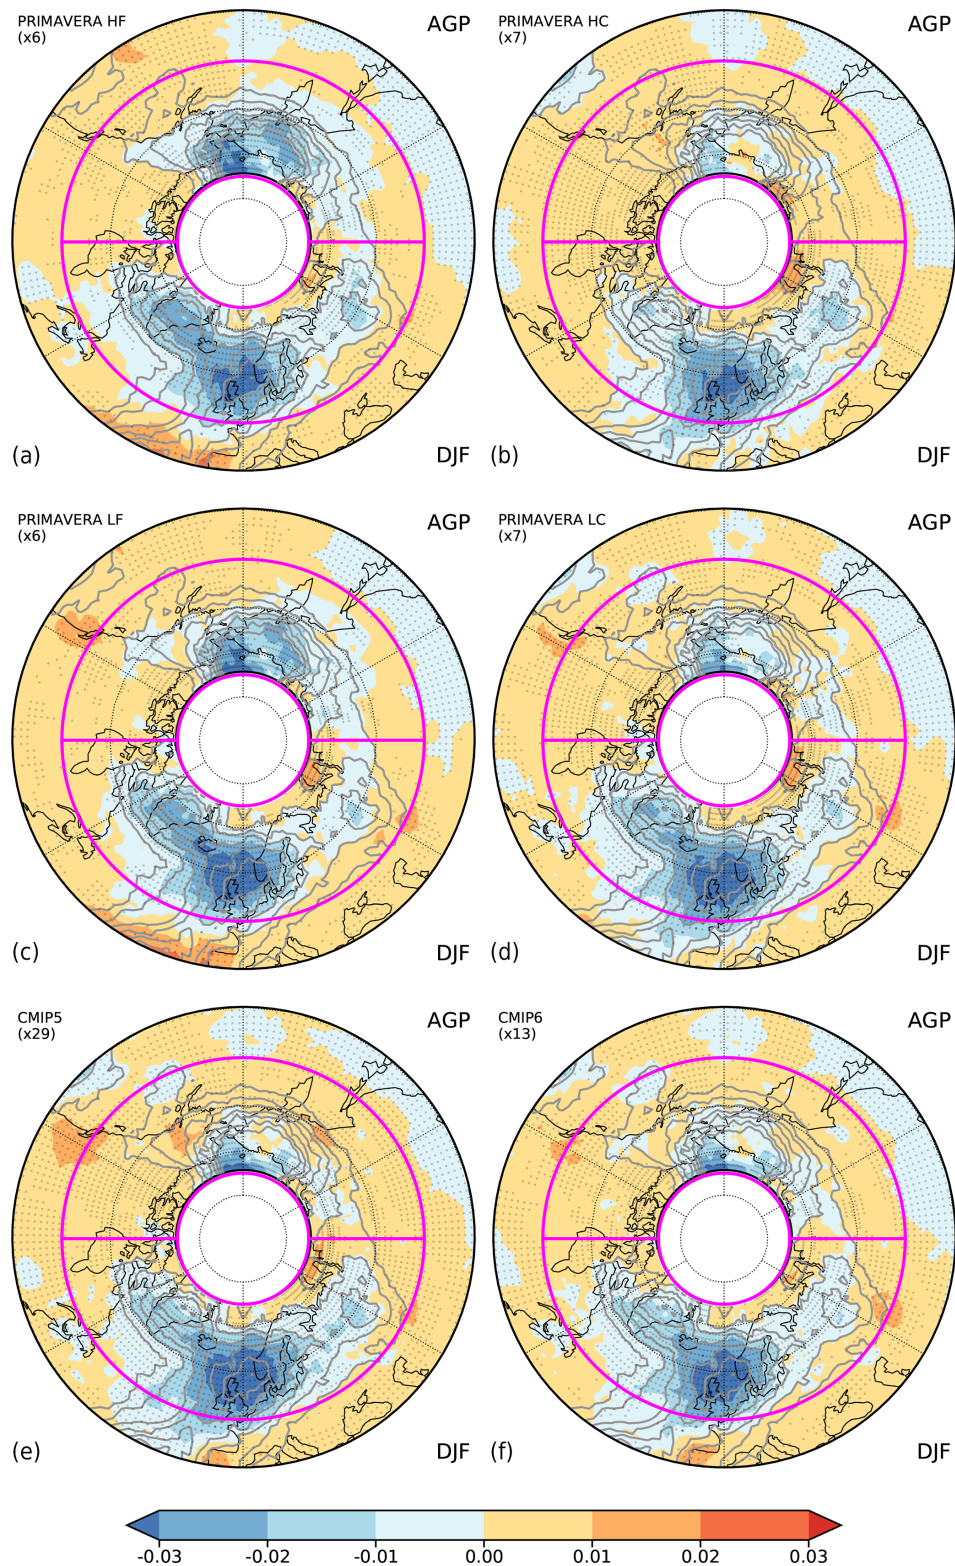 PRIMAVERA HF
(x6)
AGP
(a)
DJF
PRIMAVERA HC
(x7)
AGP
(b)
DJF
PRIMAVERA LF
(x6)
AGP
(c)
DJF
PRIMAVERA LC
(x7)
AGP
(d)
DJF
CMIP5
(x29)
AGP
(e)
DJF
CMIP6
(x13)
AGP
(f)
DJF
-0.03 -0.02 -0.01 0.00 0.01 0.02 0.03